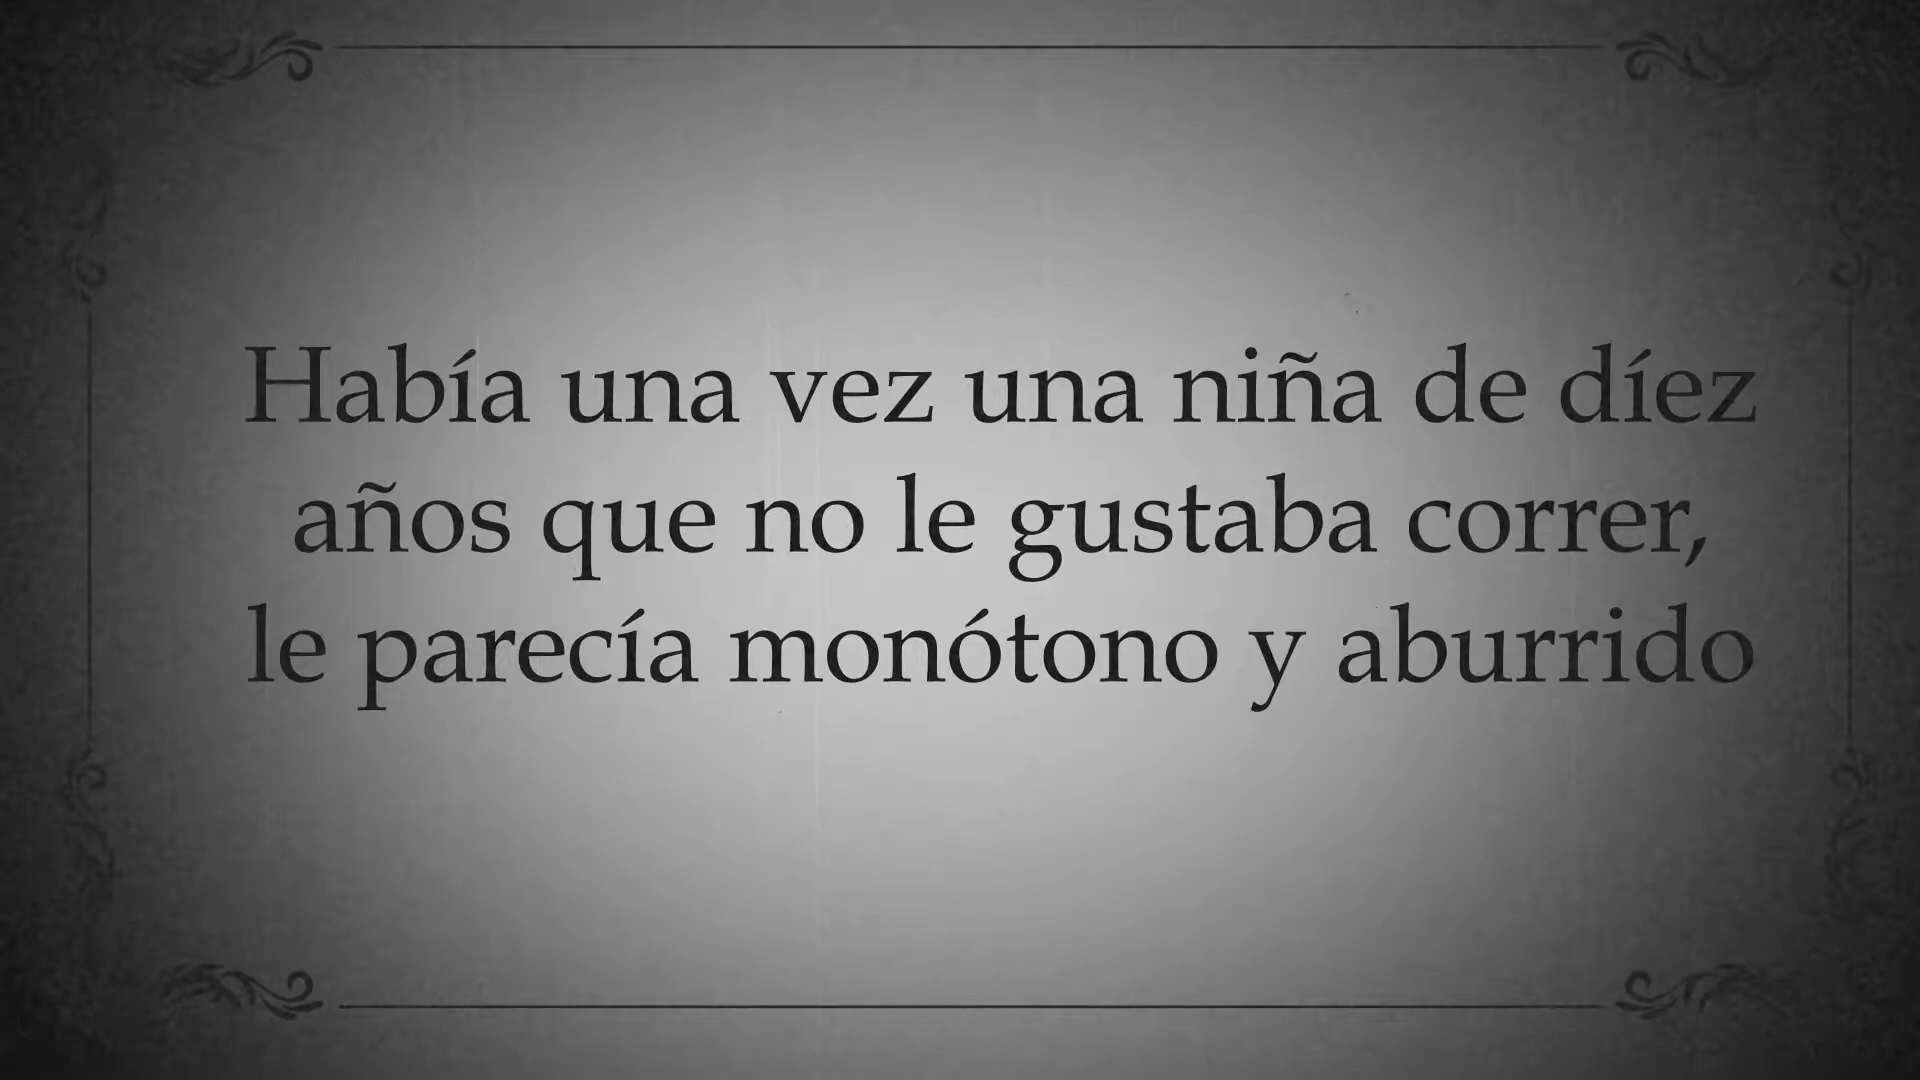 Había una vez una niña de díez
años que no le gustaba correr,
le parecía monótono y aburrido